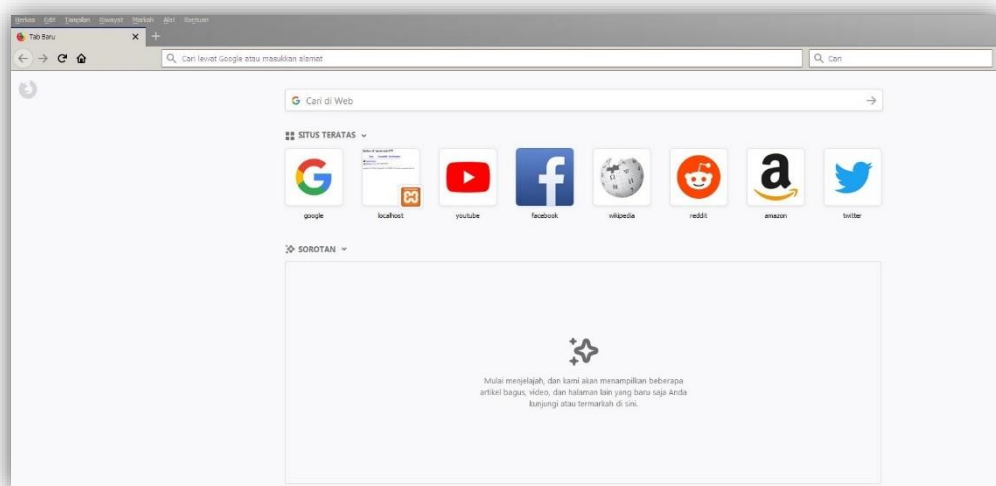 Berkas Edit Tampilan Riwayat Markah Alat Bantuan
Tab Baru
Cari lewat Google atau masukkan alamat
Cari
Cari di Web
SITUS TERATAS
google localhost youtube facebook wikipedia reddit amazon twitter
SOROTAN
Mulai menjelajah, dan kami akan menampilkan beberapa
artikel bagus, video, dan halaman lain yang baru saja Anda
kunjungi atau termarkah di sini.